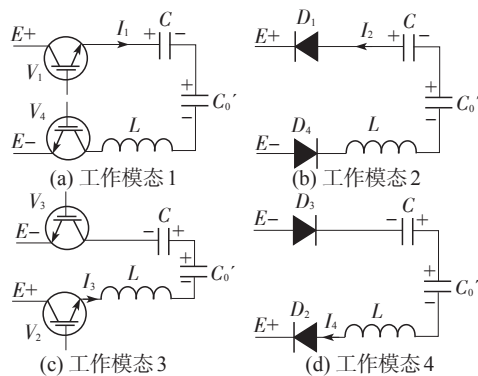 E+ I₁ C
+ −
V₁
V₄
+
C₀′
−
E− L
(a) 工作模态1
D₁ I₂ C
E+ + −
+
C₀′
−
D₄ L
E−
(b) 工作模态2
V₃ C
E− − +
+
C₀′
−
E+ I₃ L
V₂
(c) 工作模态3
D₃ C
E− − +
+
C₀′
−
D₂ I₄ L
E+
(d) 工作模态4